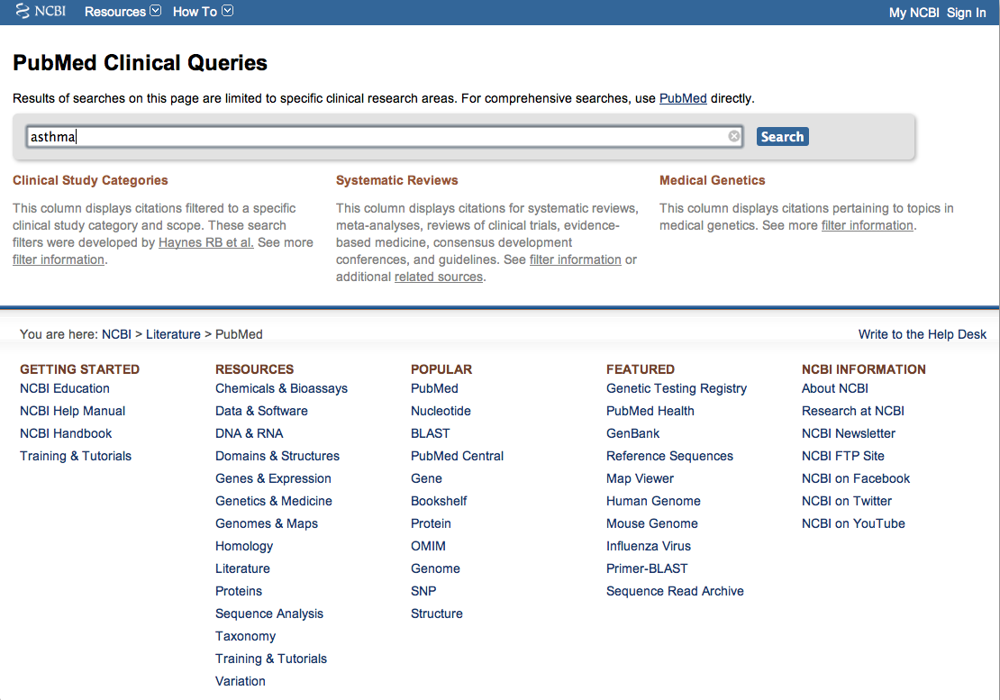 NCBI Resources How To My NCBI Sign In
PubMed Clinical Queries
Results of searches on this page are limited to specific clinical research areas. For comprehensive searches, use PubMed directly.
asthma Search
Clinical Study Categories
This column displays citations filtered to a specific
clinical study category and scope. These search
filters were developed by Haynes RB et al. See more
filter information.
Systematic Reviews
This column displays citations for systematic reviews,
meta-analyses, reviews of clinical trials, evidence-
based medicine, consensus development
conferences, and guidelines. See filter information or
additional related sources.
Medical Genetics
This column displays citations pertaining to topics in
medical genetics. See more filter information.
You are here: NCBI > Literature > PubMed
Write to the Help Desk
GETTING STARTED
NCBI Education
NCBI Help Manual
NCBI Handbook
Training & Tutorials
RESOURCES
Chemicals & Bioassays
Data & Software
DNA & RNA
Domains & Structures
Genes & Expression
Genetics & Medicine
Genomes & Maps
Homology
Literature
Proteins
Sequence Analysis
Taxonomy
Training & Tutorials
Variation
POPULAR
PubMed
Nucleotide
BLAST
PubMed Central
Gene
Bookshelf
Protein
OMIM
Genome
SNP
Structure
FEATURED
Genetic Testing Registry
PubMed Health
GenBank
Reference Sequences
Map Viewer
Human Genome
Mouse Genome
Influenza Virus
Primer-BLAST
Sequence Read Archive
NCBI INFORMATION
About NCBI
Research at NCBI
NCBI Newsletter
NCBI FTP Site
NCBI on Facebook
NCBI on Twitter
NCBI on YouTube